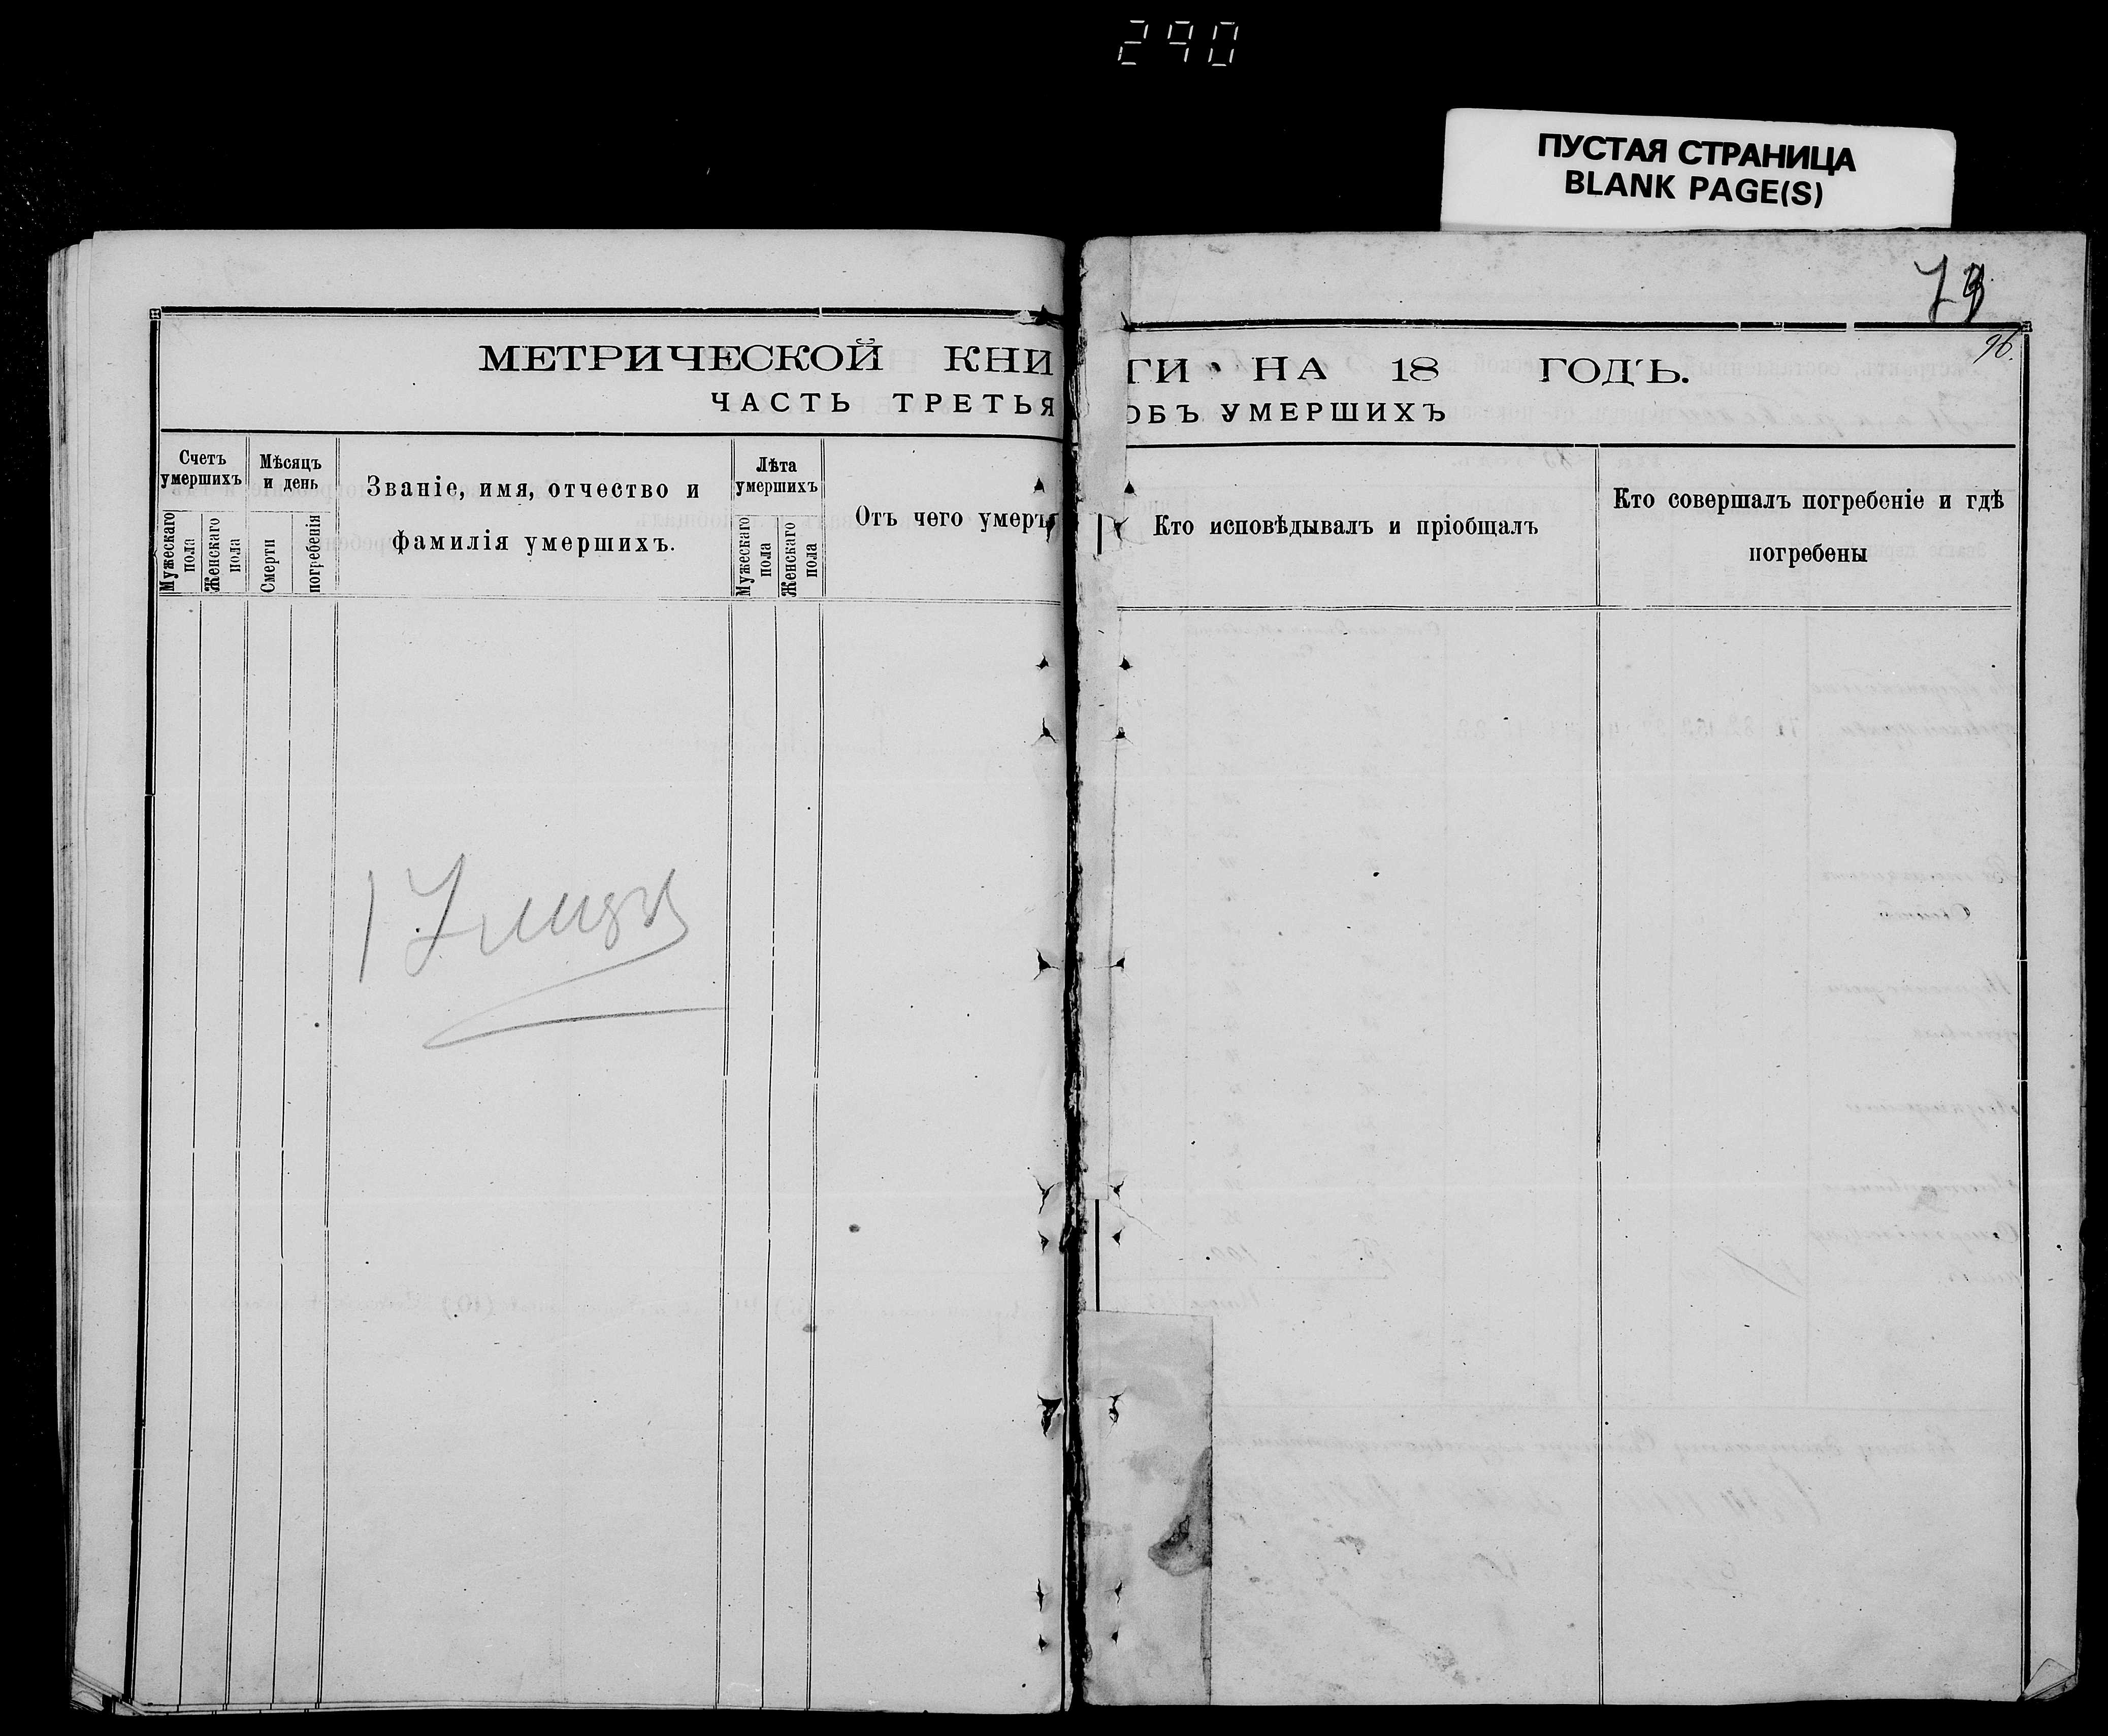 290
ПУСТАЯ СТРАНИЦА
BLANK PAGE(S)
96.
МЕТРИЧЕСКОЙ КНИГИ НА 18 ГОДЪ.
ЧАСТЬ ТРЕТЬЯ ОБЪ УМЕРШИХЪ
Счетъ умершихъ
Мужескаго пола
Женскаго пола
Мѣсяцъ и день
Смерти
погребенія
Званіе, имя, отчество и
фамилія умершихъ.
Лѣта умершихъ
Мужескаго пола
Женскаго пола
Отъ чего умеръ
Кто исповѣдывалъ и пріобщалъ
Кто совершалъ погребеніе и гдѣ
погребены
17